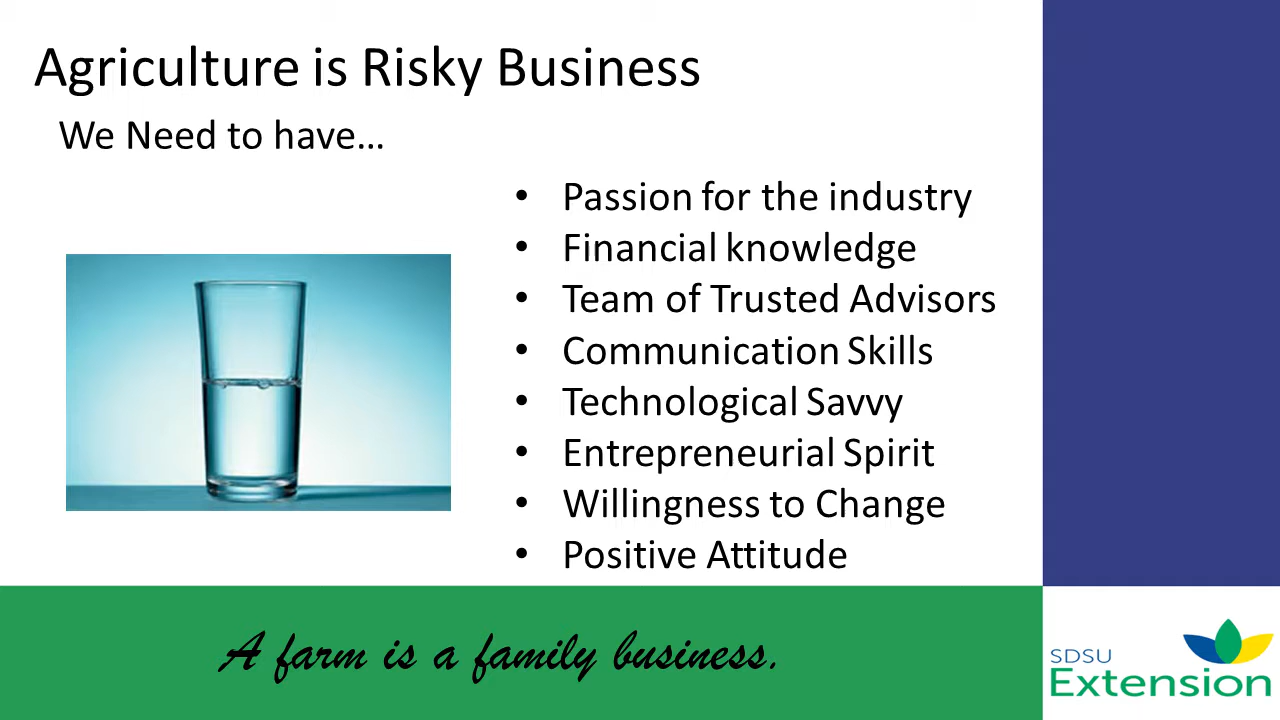 Agriculture is Risky Business
We Need to have…
• Passion for the industry
• Financial knowledge
• Team of Trusted Advisors
• Communication Skills
• Technological Savvy
• Entrepreneurial Spirit
• Willingness to Change
• Positive Attitude
A farm is a family business.
SDSU
Extension